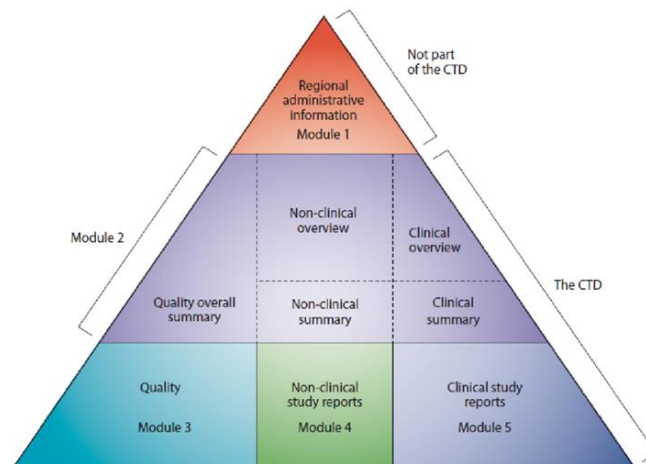 Not part
of the CTD
Regional
administrative
information
Module 1
Module 2
Non-clinical
overview
Clinical
overview
The CTD
Quality overall
summary
Non-clinical
summary
Clinical
summary
Quality
Module 3
Non-clinical
study reports
Module 4
Clinical study
reports
Module 5